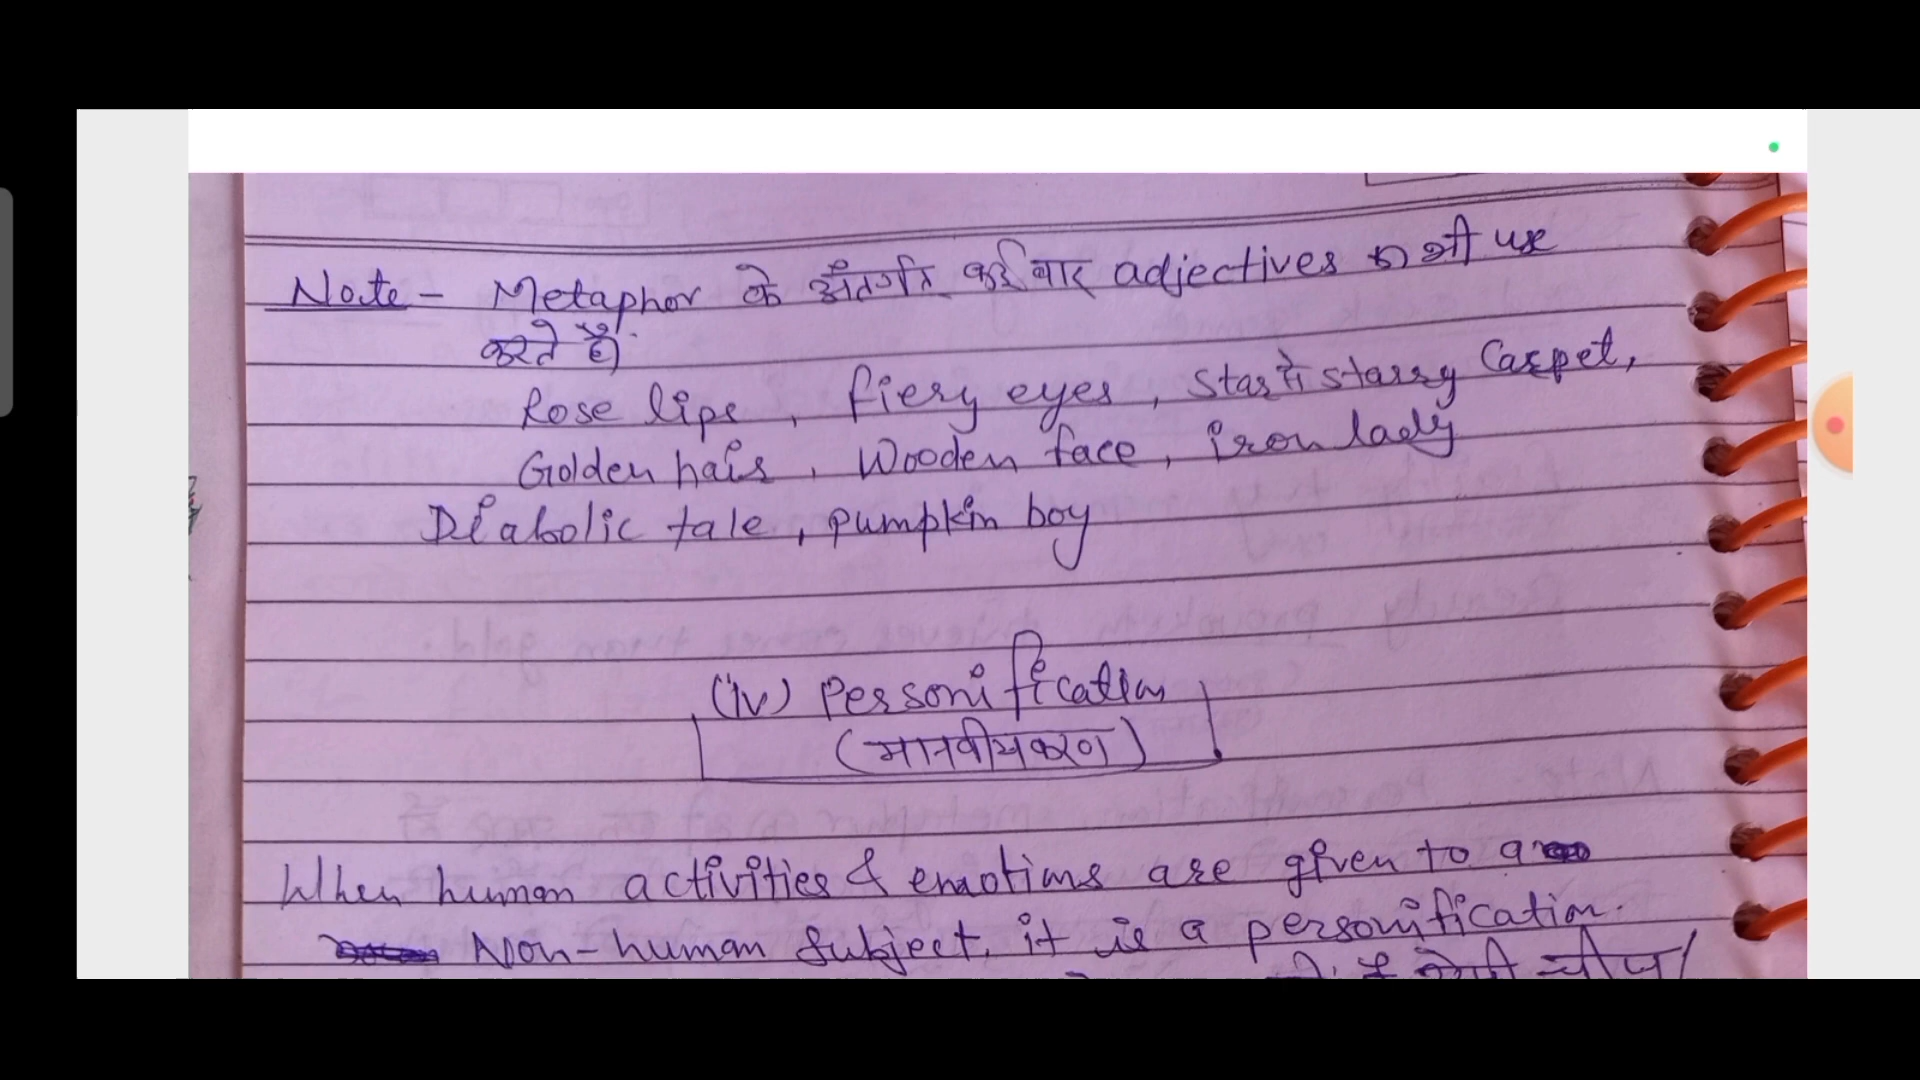 Note - Metaphor के अंतर्गत कई बार adjectives का भी use
करते हैं।
Rose lips, fiery eyes, starry carpet,
Golden hair, Wooden face, iron lady
Diabolic tale, pumpkin boy
(iv) Personification
(मानवीयकरण)
When human activities & emotions are given to a
Non-human subject, it is a personification.